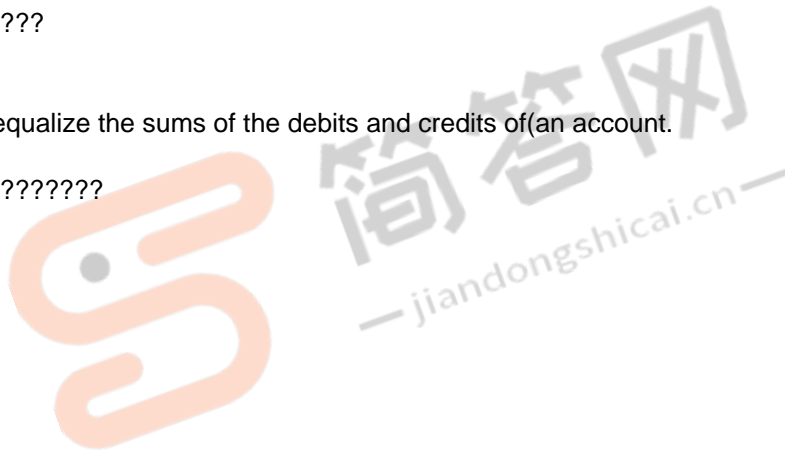 ???
equalize the sums of the debits and credits of(an account.
???????
简答网
jiandongshicai.cn